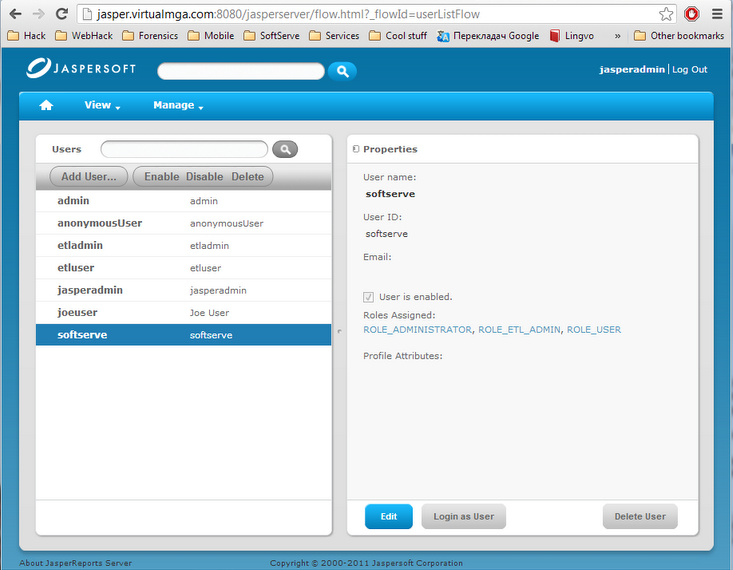 jasper.virtualmga.com:8080/jasperserver/flow.html?_flowId=userListFlow
Hack WebHack Forensics Mobile SoftServe Services Cool stuff Перекладач Google Lingvo » Other bookmarks
JASPERSOFT
jasperadmin | Log Out
View Manage
Users
Add User... Enable Disable Delete
admin admin
anonymousUser anonymousUser
etladmin etladmin
etluser etluser
jasperadmin jasperadmin
joeuser Joe User
softserve softserve
Properties
User name:
softserve
User ID:
softserve
Email:
User is enabled.
Roles Assigned:
ROLE_ADMINISTRATOR, ROLE_ETL_ADMIN, ROLE_USER
Profile Attributes:
Edit Login as User Delete User
About JasperReports Server Copyright © 2000-2011 Jaspersoft Corporation